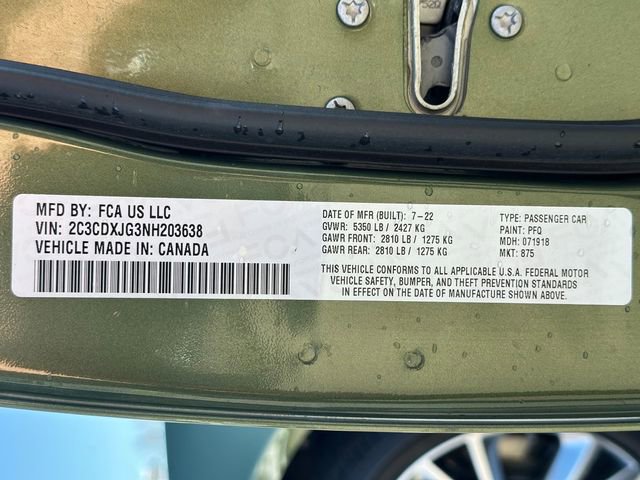 MFD BY: FCA US LLC
VIN: 2C3CDXJG3NH203638
VEHICLE MADE IN: CANADA
DATE OF MFR (BUILT): 7-22
GVWR: 5350 LB / 2427 KG
GAWR FRONT: 2810 LB / 1275 KG
GAWR REAR: 2810 LB / 1275 KG
TYPE: PASSENGER CAR
PAINT: PFQ
MDH: 071918
MKT: 875
THIS VEHICLE CONFORMS TO ALL APPLICABLE U.S.A. FEDERAL MOTOR
VEHICLE SAFETY, BUMPER, AND THEFT PREVENTION STANDARDS
IN EFFECT ON THE DATE OF MANUFACTURE SHOWN ABOVE.